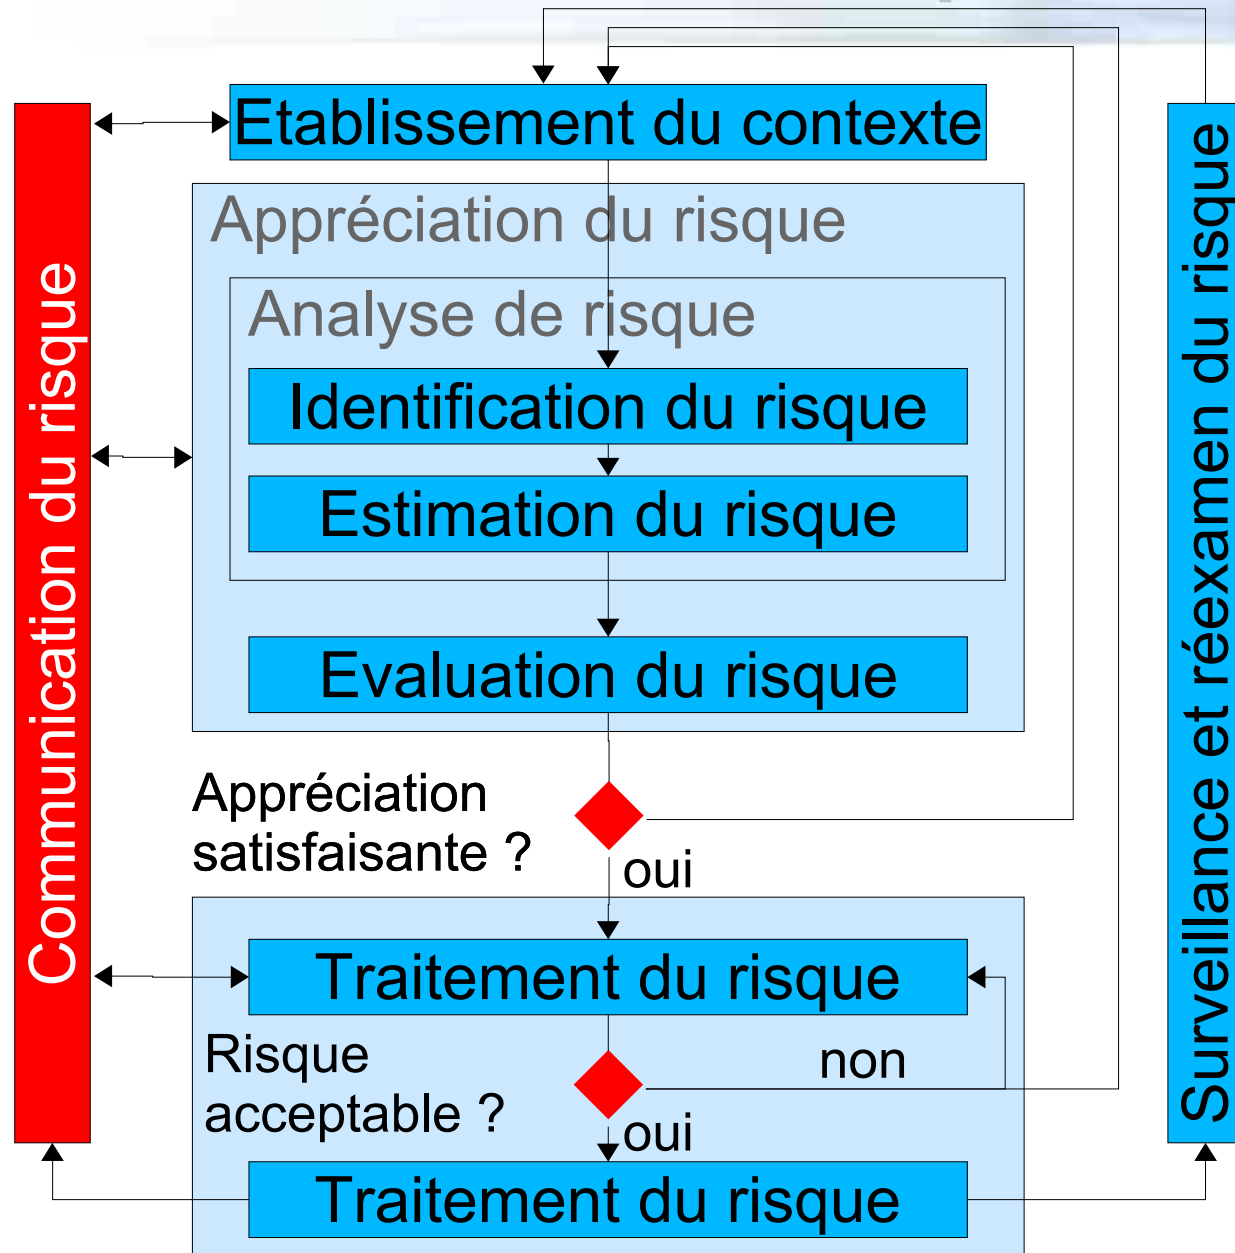 Etablissement du contexte
Appréciation du risque
Analyse de risque
Identification du risque
Estimation du risque
Evaluation du risque
Appréciation
satisfaisante ?
oui
Traitement du risque
Risque
acceptable ?
non
oui
Traitement du risque
Communication du risque
Surveillance et réexamen du risque